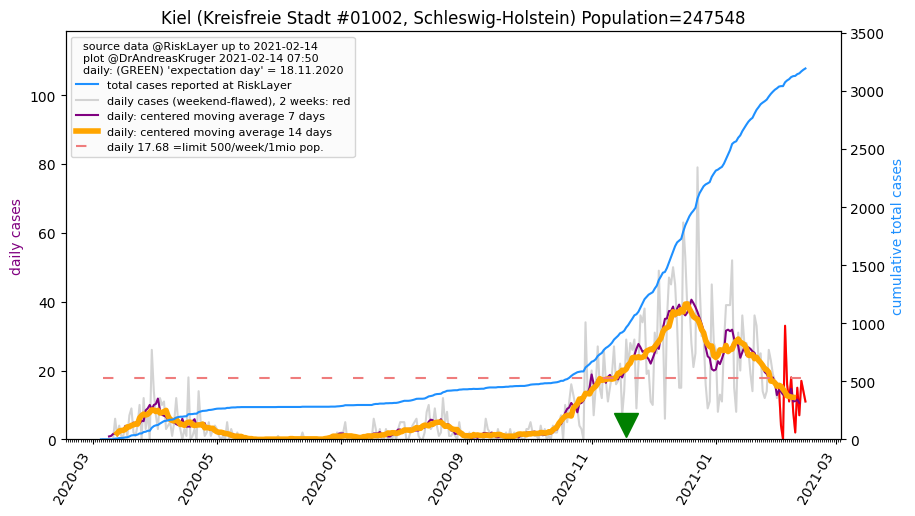 Kiel (Kreisfreie Stadt #01002, Schleswig-Holstein) Population=247548
source data @RiskLayer up to 2021-02-14
plot @DrAndreasKruger 2021-02-14 07:50
daily: (GREEN) 'expectation day' = 18.11.2020
total cases reported at RiskLayer
daily cases (weekend-flawed), 2 weeks: red
daily: centered moving average 7 days
daily: centered moving average 14 days
daily 17.68 =limit 500/week/1mio pop.
daily cases
100
80
60
40
20
0
cumulative total cases
3500
3000
2500
2000
1500
1000
500
0
2020-03
2020-05
2020-07
2020-09
2020-11
2021-01
2021-03